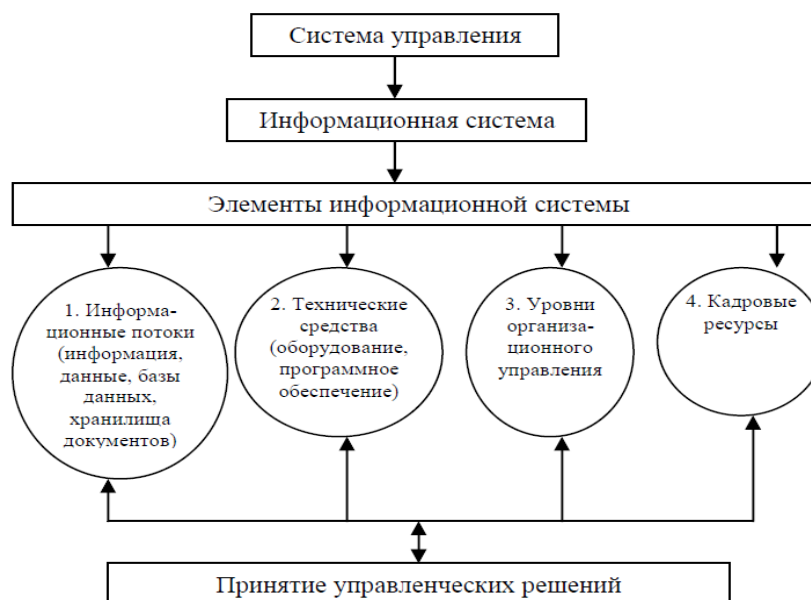 Система управления
Информационная система
Элементы информационной системы
1. Информа-
ционные потоки
(информация,
данные, базы
данных,
хранилища
документов)
2. Технические
средства
(оборудование,
программное
обеспечение)
3. Уровни
организа-
ционного
управления
4. Кадровые
ресурсы
Принятие управленческих решений